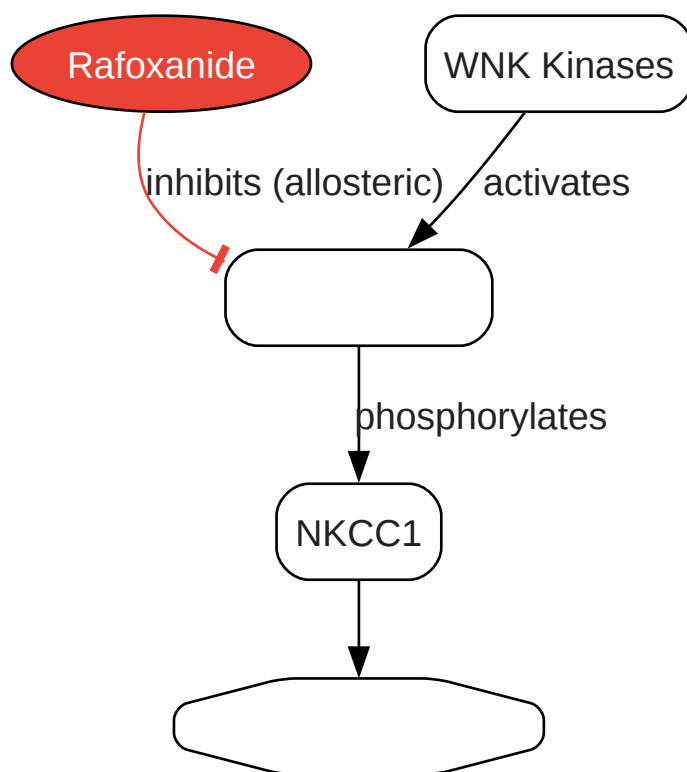 Rafoxanide
WNK Kinases
inhibits (allosteric)
activates
phosphorylates
NKCC1